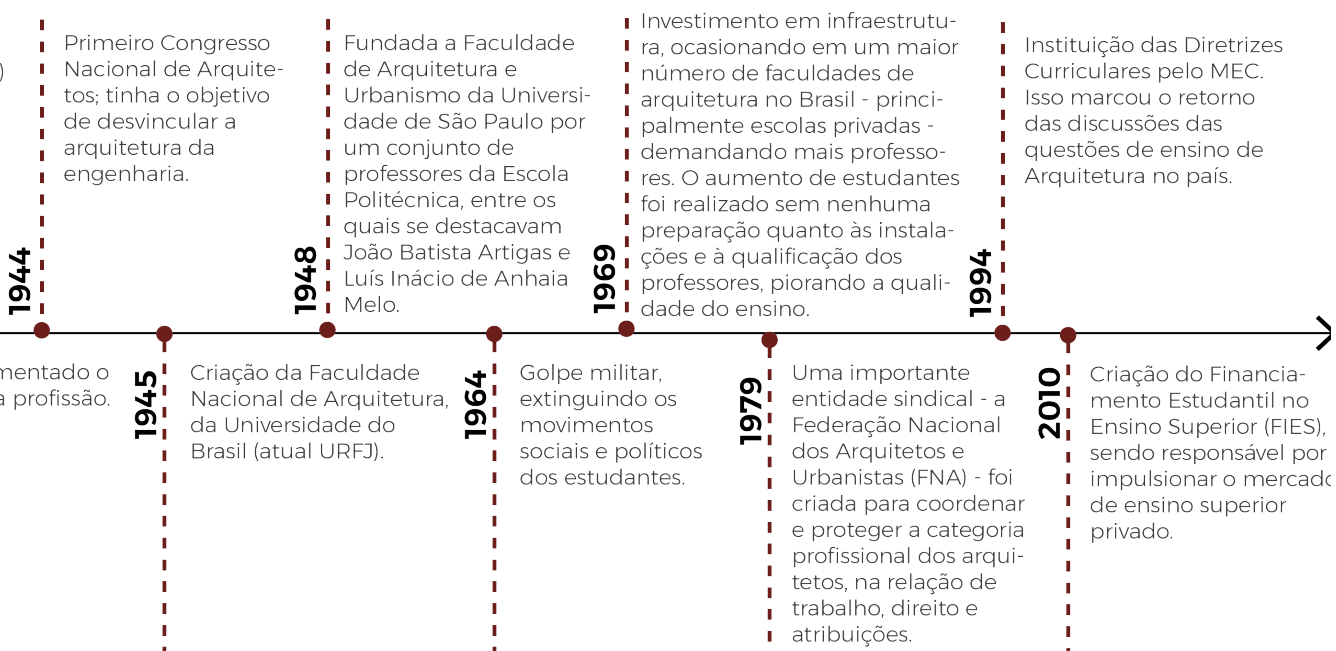 )
1944
Primeiro Congresso
Nacional de Arquite-
tos; tinha o objetivo
de desvincular a
arquitetura da
engenharia.
mentado o
a profissão.
1945
Criação da Faculdade
Nacional de Arquitetura,
da Universidade do
Brasil (atual URFJ).
1948
Fundada a Faculdade
de Arquitetura e
Urbanismo da Universi-
dade de São Paulo por
um conjunto de
professores da Escola
Politécnica, entre os
quais se destacavam
João Batista Artigas e
Luís Inácio de Anhaia
Melo.
1964
Golpe militar,
extinguindo os
movimentos
sociais e políticos
dos estudantes.
1969
Investimento em infraestrutu-
ra, ocasionando em um maior
número de faculdades de
arquitetura no Brasil - princi-
palmente escolas privadas -
demandando mais professo-
res. O aumento de estudantes
foi realizado sem nenhuma
preparação quanto às instala-
ções e à qualificação dos
professores, piorando a quali-
dade do ensino.
1979
Uma importante
entidade sindical - a
Federação Nacional
dos Arquitetos e
Urbanistas (FNA) - foi
criada para coordenar
e proteger a categoria
profissional dos arqui-
tetos, na relação de
trabalho, direito e
atribuições.
1994
Instituição das Diretrizes
Curriculares pelo MEC.
Isso marcou o retorno
das discussões das
questões de ensino de
Arquitetura no país.
2010
Criação do Financia-
mento Estudantil no
Ensino Superior (FIES),
sendo responsável por
impulsionar o mercado
de ensino superior
privado.